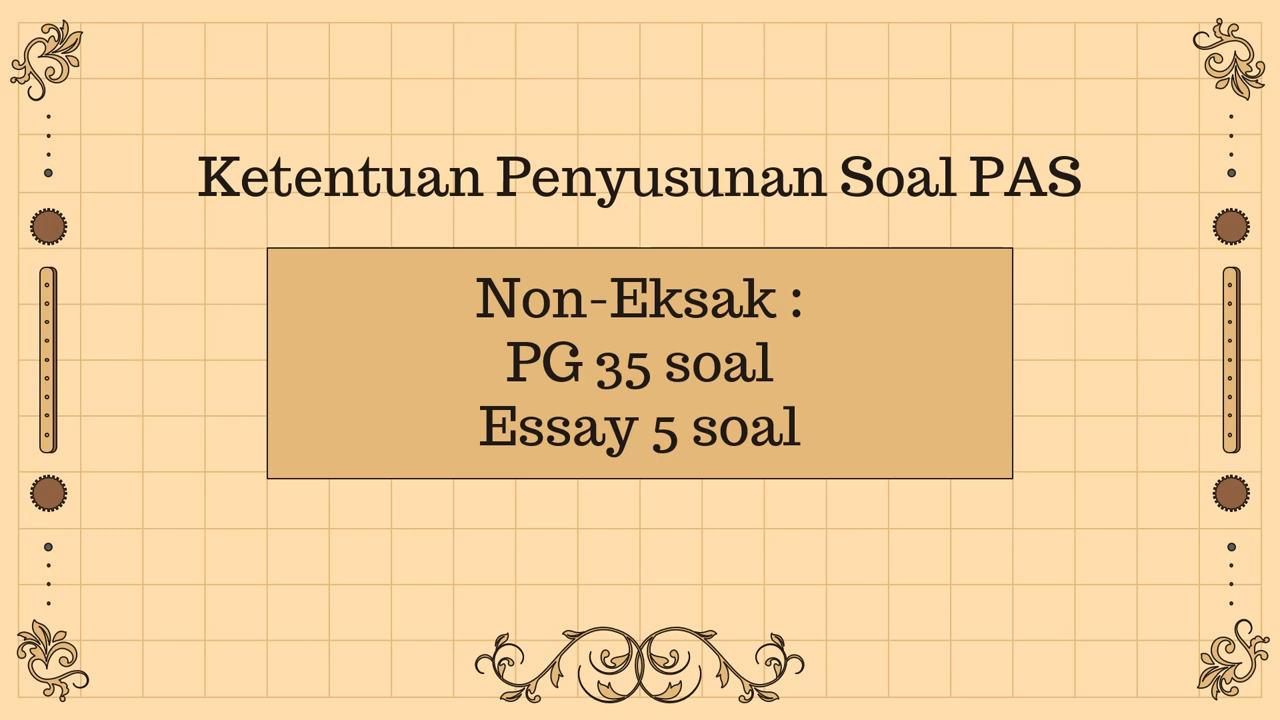 Ketentuan Penyusunan Soal PAS
Non-Eksak :
PG 35 soal
Essay 5 soal